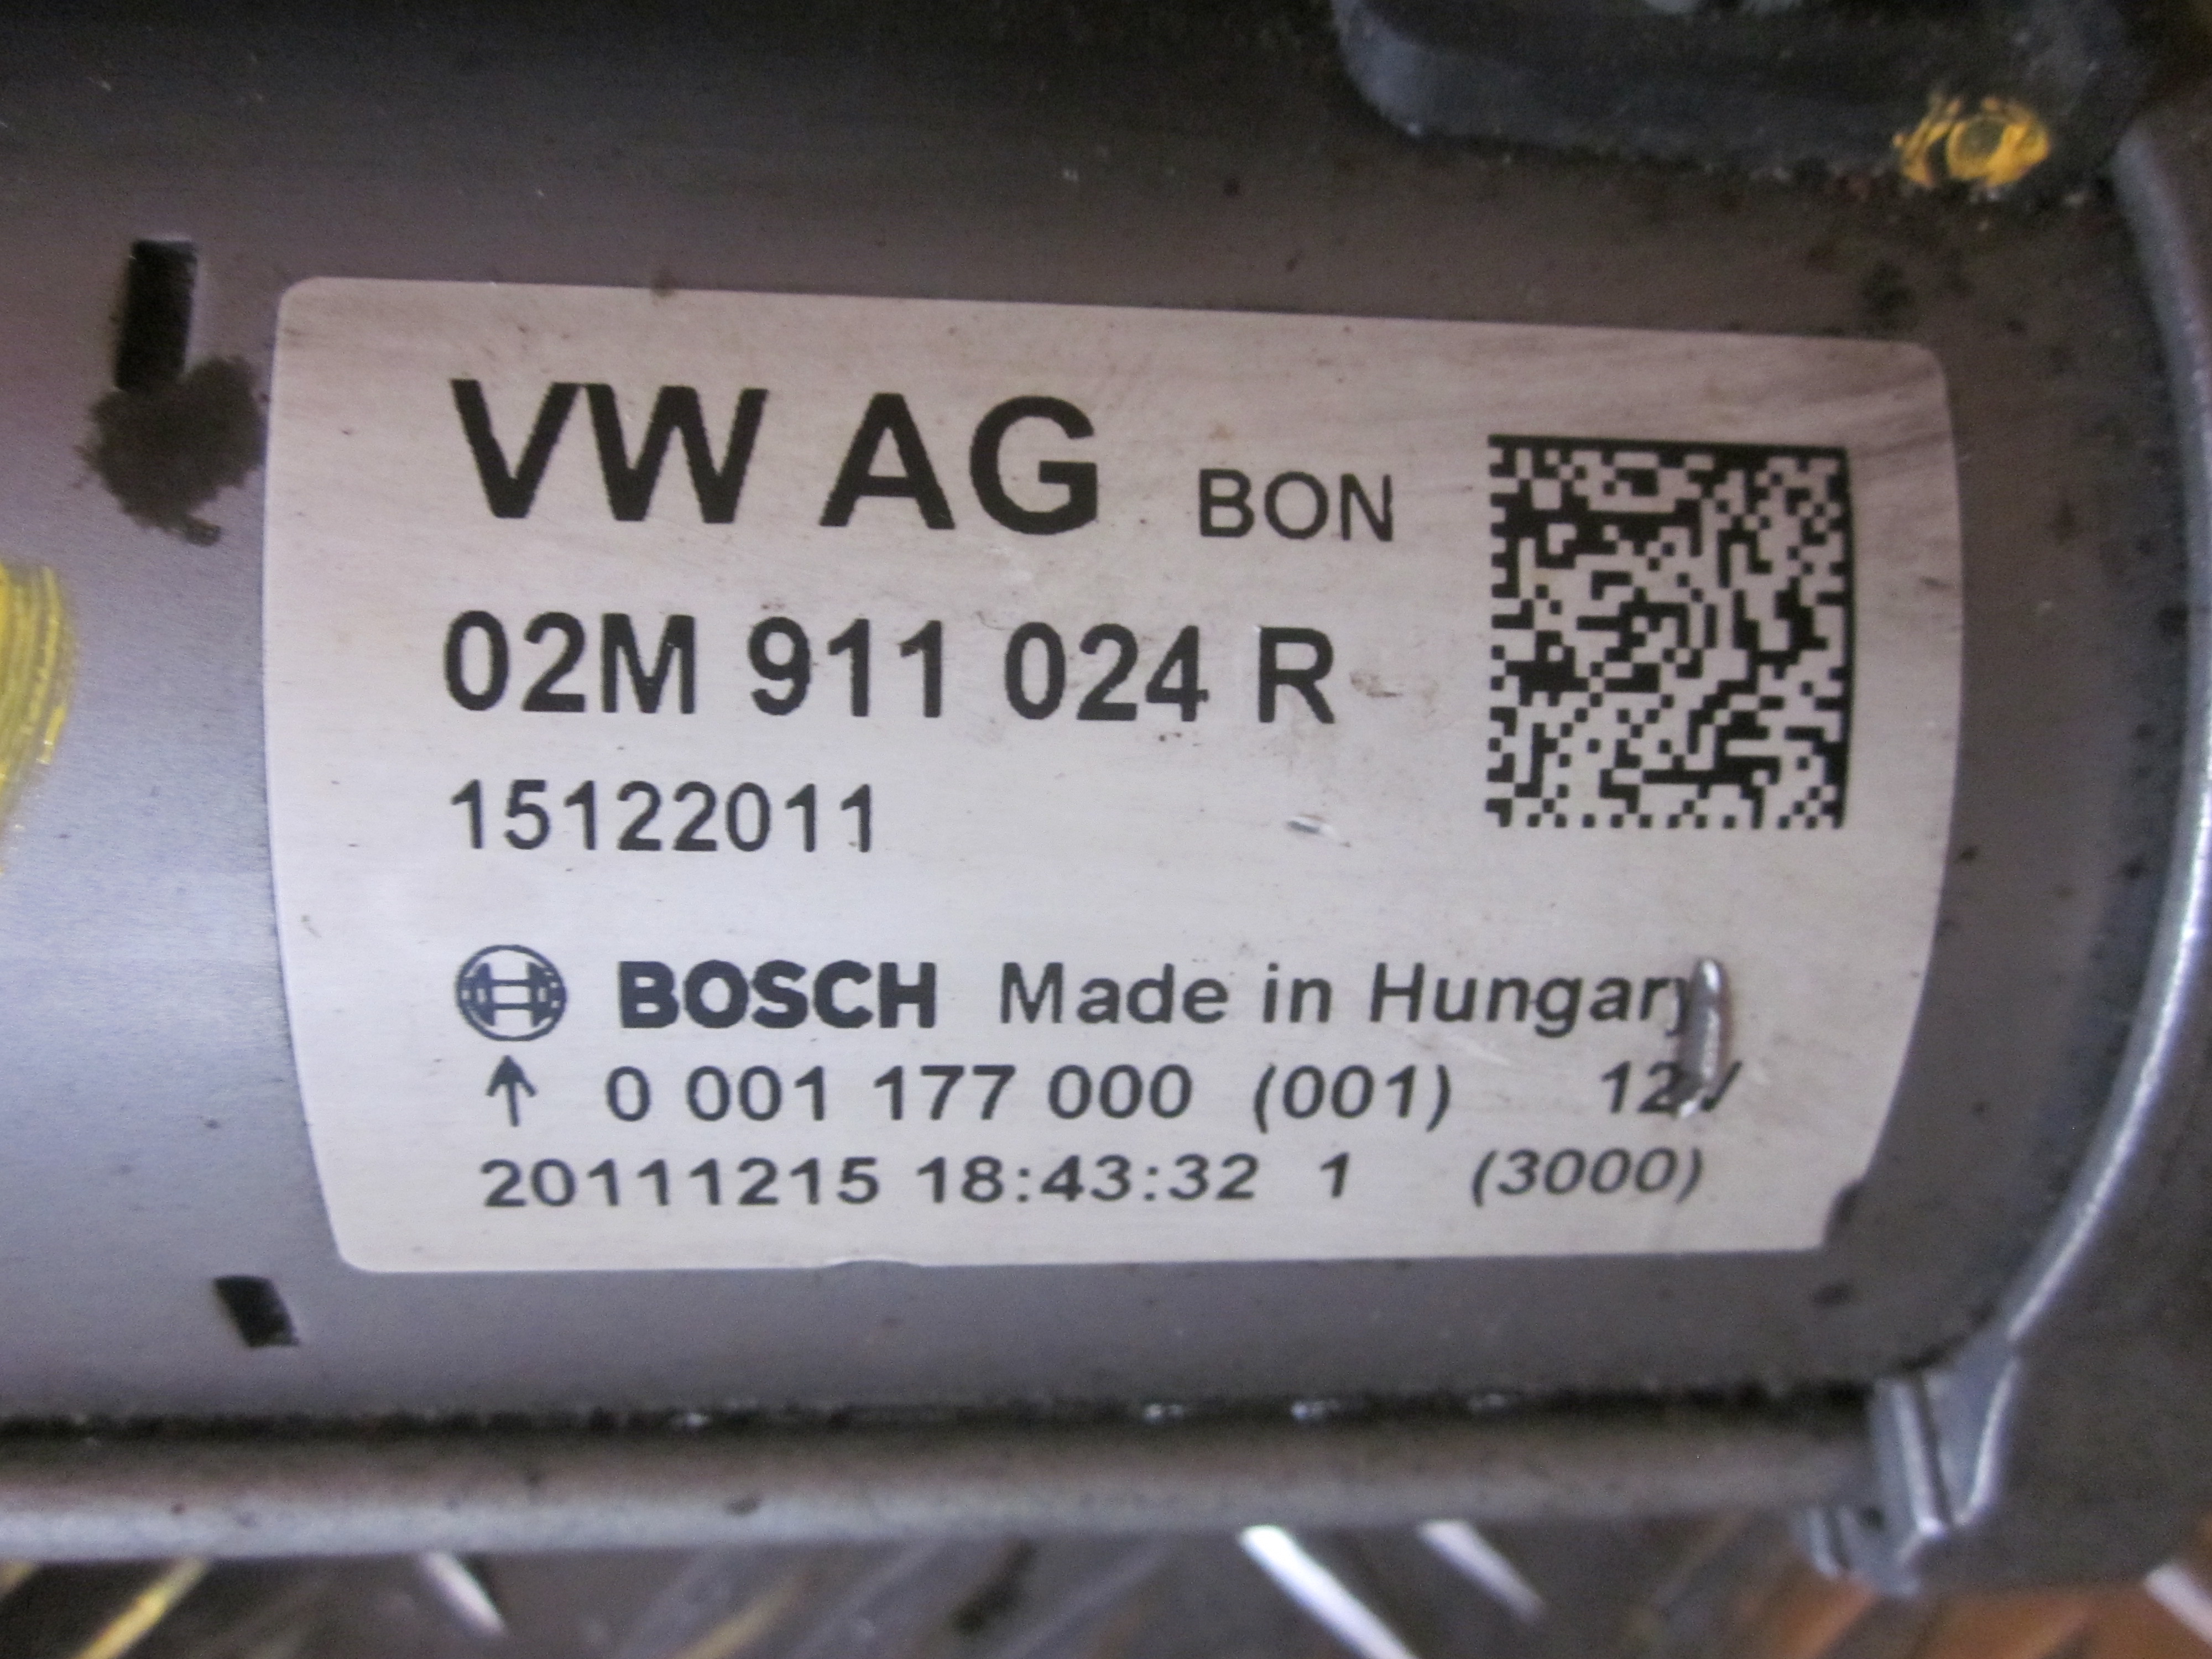 VW AG BON
02M 911 024 R
15122011
BOSCH Made in Hungary
↑ 0 001 177 000 (001) 12V
20111215 18:43:32 1 (3000)